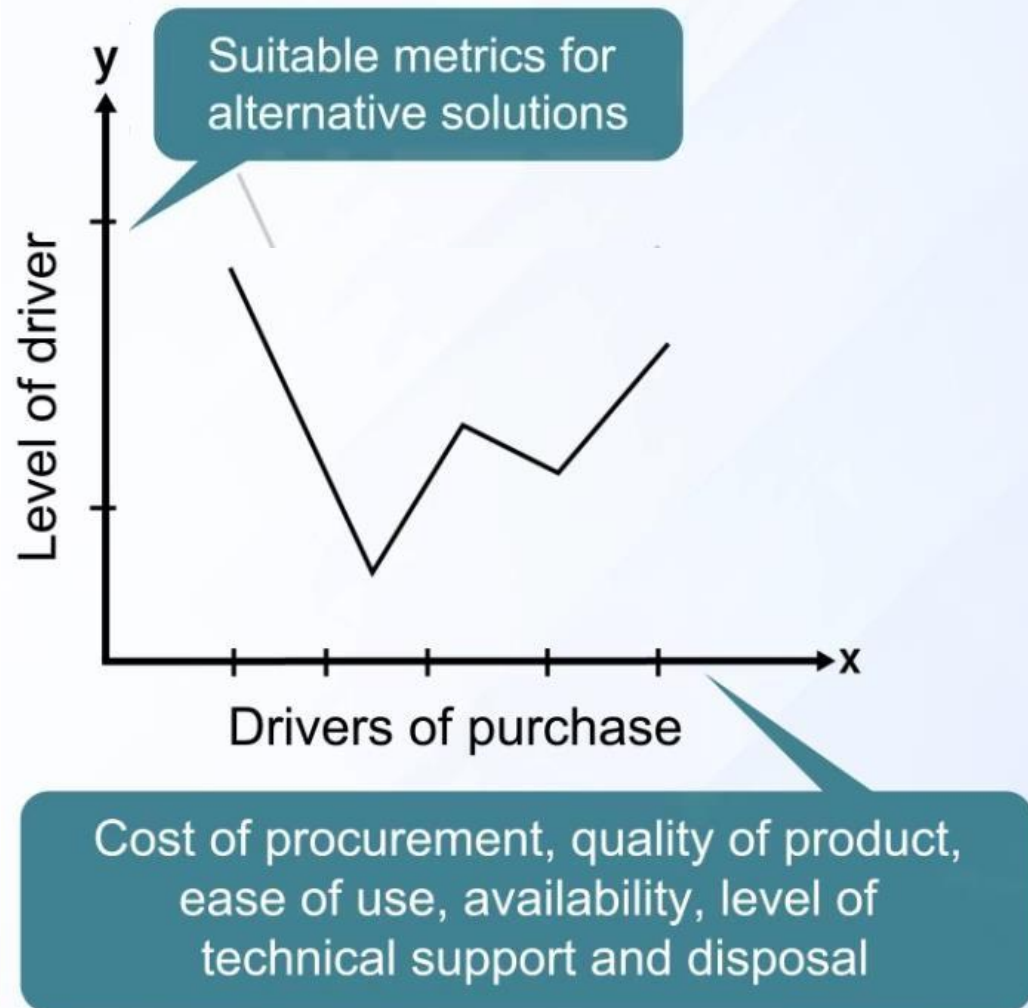 y
Suitable metrics for
alternative solutions
Level of driver
x
Drivers of purchase
Cost of procurement, quality of product,
ease of use, availability, level of
technical support and disposal